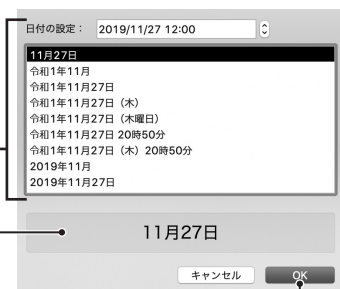 日付の設定： 2019/11/27 12:00
11月27日
令和1年11月
令和1年11月27日
令和1年11月27日（木）
令和1年11月27日（木曜日）
令和1年11月27日 20時50分
令和1年11月27日（木）20時50分
2019年11月
2019年11月27日
11月27日
キャンセル OK